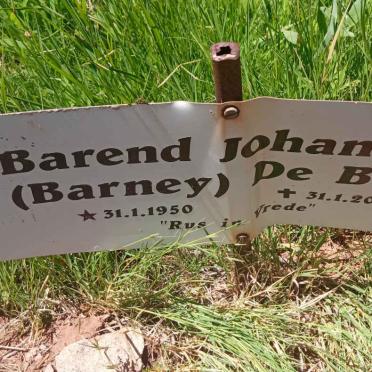 Barend Johan
(Barney) De B
★ 31.1.1950 ✝ 31.1.20
"Rus in Vrede"